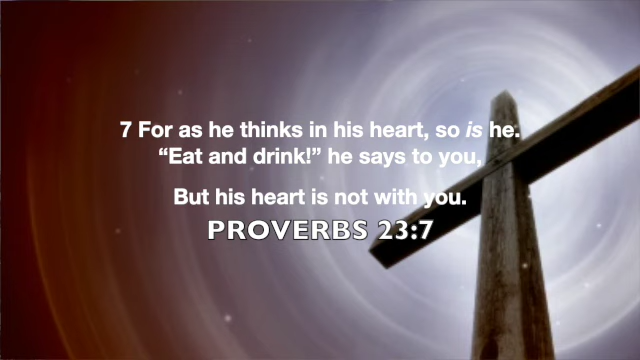 7 For as he thinks in his heart, so is he.
“Eat and drink!” he says to you,
But his heart is not with you.
PROVERBS 23:7